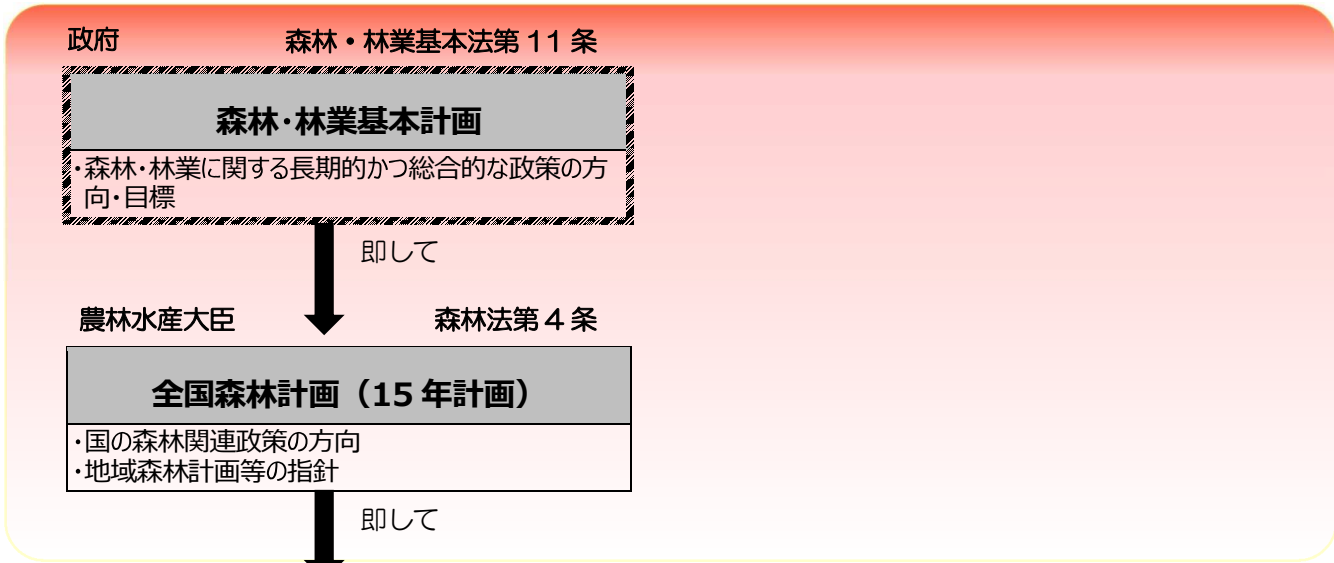 政府 森林・林業基本法第 11 条
森林・林業基本計画
・森林・林業に関する長期的かつ総合的な政策の方
向・目標
即して
農林水産大臣 森林法第 4 条
全国森林計画（15 年計画）
・国の森林関連政策の方向
・地域森林計画等の指針
即して